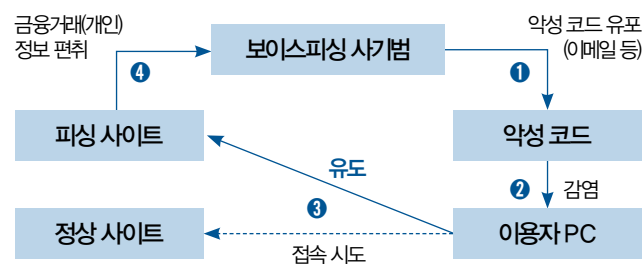 금융거래(개인)
정보 편취
보이스피싱 사기범
악성 코드 유포
(이메일 등)
❹
❶
피싱 사이트
악성 코드
유도
❷
감염
❸
정상 사이트
접속 시도
이용자 PC